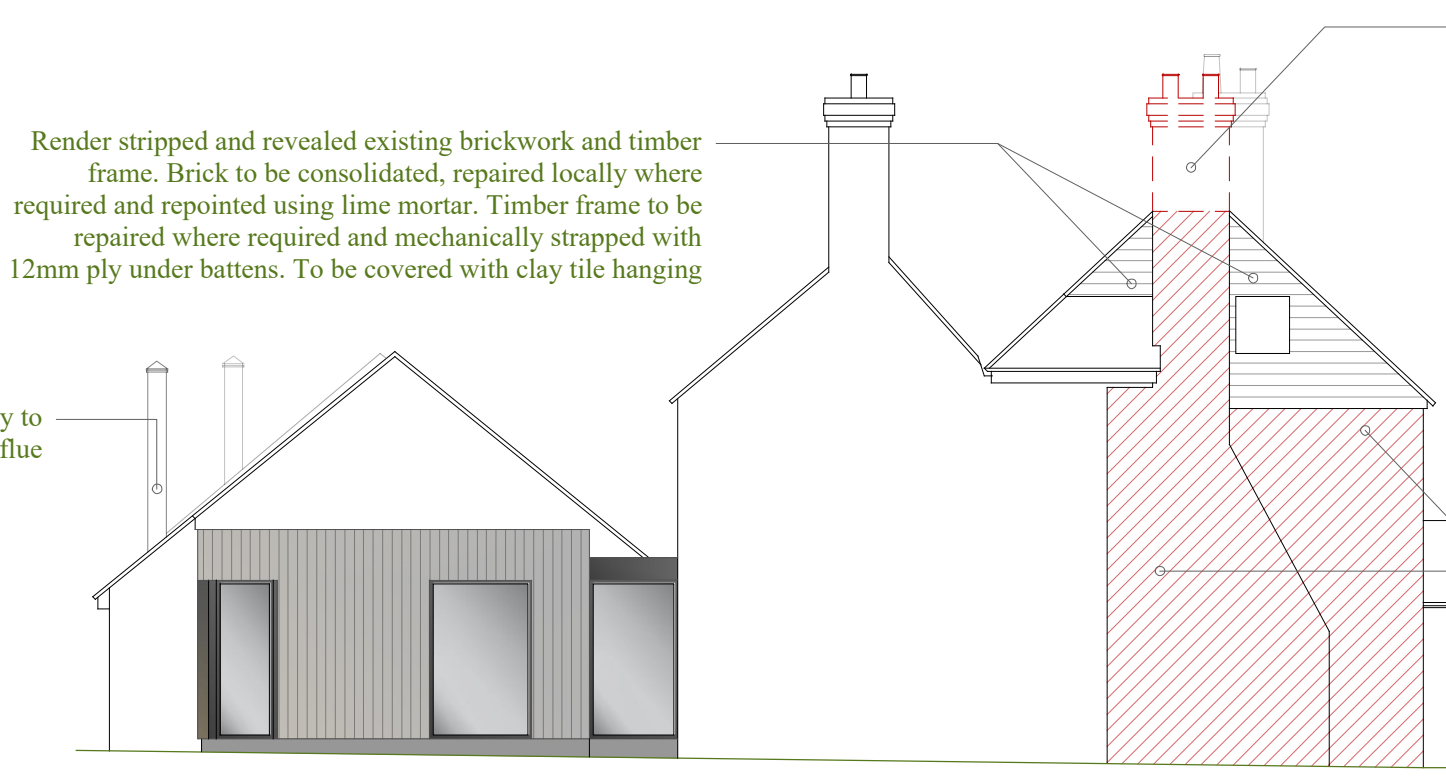 Render stripped and revealed existing brickwork and timber
frame. Brick to be consolidated, repaired locally where
required and repointed using lime mortar. Timber frame to be
repaired where required and mechanically strapped with
12mm ply under battens. To be covered with clay tile hanging
y to
flue